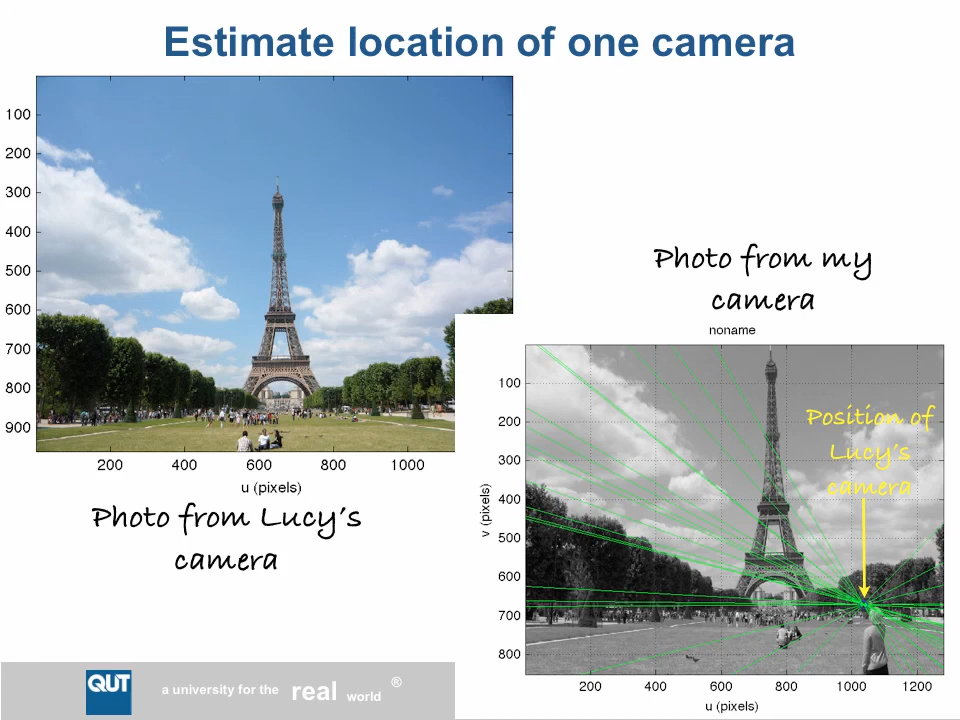 Estimate location of one camera
100
200
300
400
500
600
700
800
900
200 400 600 800 1000
u (pixels)
Photo from Lucy's
camera
Photo from my
camera
noname
100
200
300
400
500
600
700
800
v (pixels)
Position of
Lucy's
camera
200 400 600 800 1000 1200
u (pixels)
QUT
a university for the real world ®